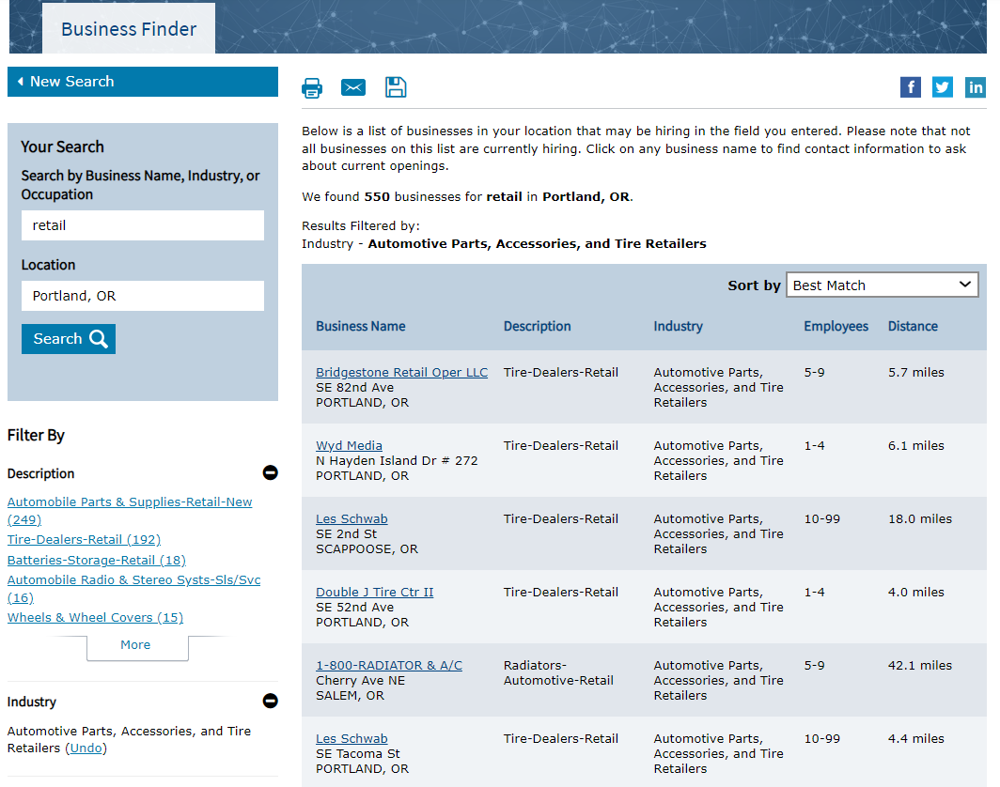 Business Finder
New Search
Your Search
Search by Business Name, Industry, or
Occupation
retail
Location
Portland, OR
Search
Filter By
Description
Automobile Parts & Supplies-Retail-New
(249)
Tire-Dealers-Retail (192)
Batteries-Storage-Retail (18)
Automobile Radio & Stereo Systs-Sls/Svc
(16)
Wheels & Wheel Covers (15)
More
Industry
Automotive Parts, Accessories, and Tire
Retailers (Undo)
f
in
Below is a list of businesses in your location that may be hiring in the field you entered. Please note that not
all businesses on this list are currently hiring. Click on any business name to find contact information to ask
about current openings.
We found 550 businesses for retail in Portland, OR.
Results Filtered by:
Industry - Automotive Parts, Accessories, and Tire Retailers
Sort by Best Match
Business Name Description Industry Employees Distance
Bridgestone Retail Oper LLC Tire-Dealers-Retail Automotive Parts, 5-9 5.7 miles
SE 82nd Ave Accessories, and Tire
PORTLAND, OR Retailers
Wyd Media Tire-Dealers-Retail Automotive Parts, 1-4 6.1 miles
N Hayden Island Dr # 272 Accessories, and Tire
PORTLAND, OR Retailers
Les Schwab Tire-Dealers-Retail Automotive Parts, 10-99 18.0 miles
SE 2nd St Accessories, and Tire
SCAPPOOSE, OR Retailers
Double J Tire Ctr II Tire-Dealers-Retail Automotive Parts, 1-4 4.0 miles
SE 52nd Ave Accessories, and Tire
PORTLAND, OR Retailers
1-800-RADIATOR & A/C Radiators- Automotive Parts, 5-9 42.1 miles
Cherry Ave NE Automotive-Retail Accessories, and Tire
SALEM, OR Retailers
Les Schwab Tire-Dealers-Retail Automotive Parts, 10-99 4.4 miles
SE Tacoma St Accessories, and Tire
PORTLAND, OR Retailers